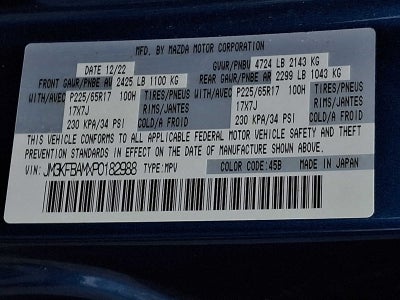 MFD. BY MAZDA MOTOR CORPORATION
DATE 12/22 GVWR/PNBV 4724 LB 2143 KG
FRONT GAWR/PNBE AV 2425 LB 1100 KG REAR GAWR/PNBE AR 2299 LB 1043 KG
WITH/AVEC P225/65R17 100H TIRES/PNEUS WITH/AVEC P225/65R17 100H TIRES/PNEUS
17X7J RIMS/JANTES 17X7J RIMS/JANTES
230 KPA/34 PSI COLD/A FROID 230 KPA/34 PSI COLD/A FROID
THIS VEHICLE CONFORMS TO ALL APPLICABLE FEDERAL MOTOR VEHICLE SAFETY AND THEFT
PREVENTION STANDARDS IN EFFECT ON THE DATE OF MANUFACTURE SHOWN ABOVE.
VIN: JM3KFBAMXP0182988 TYPE:MPV COLOR CODE:45B MADE IN JAPAN